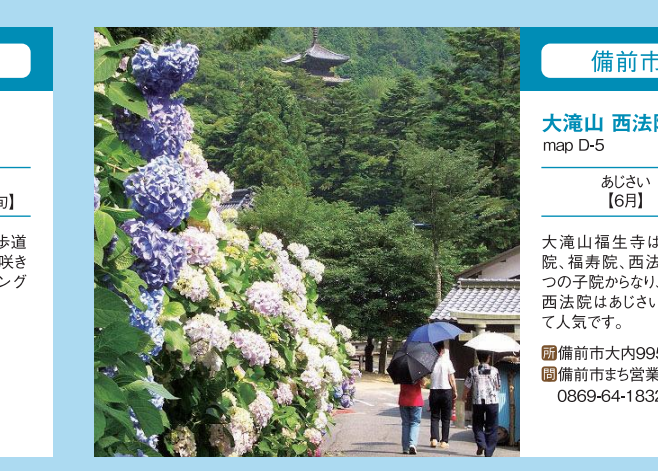 旬】
歩道
咲き
ング
備前市
大滝山 西法院
map D-5
あじさい
【6月】
大滝山福生寺は
院、福寿院、西法
つの子院からなり、
西法院はあじさい
て人気です。
所備前市大内995
問備前市まち営業
0869-64-1832